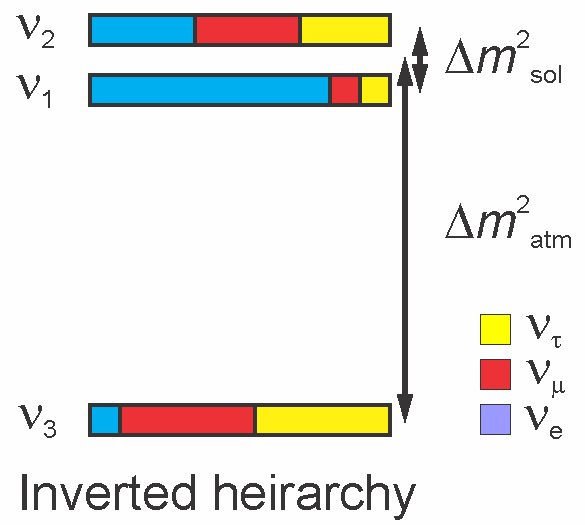 ν₂
Δm²sol
ν₁
Δm²atm
ντ
νμ
ν₃
νe
Inverted heirarchy